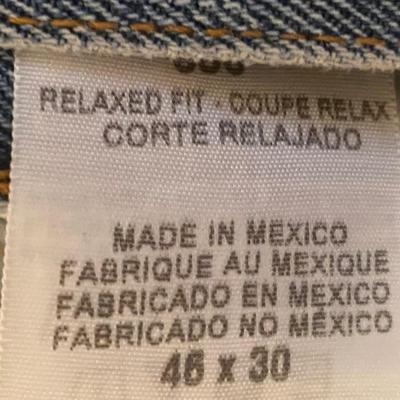 RELAXED FIT - COUPE RELAX
CORTE RELAJADO
MADE IN MEXICO
FABRIQUE AU MEXIQUE
FABRICADO EN MEXICO
FABRICADO NO MÉXICO
46 x 30